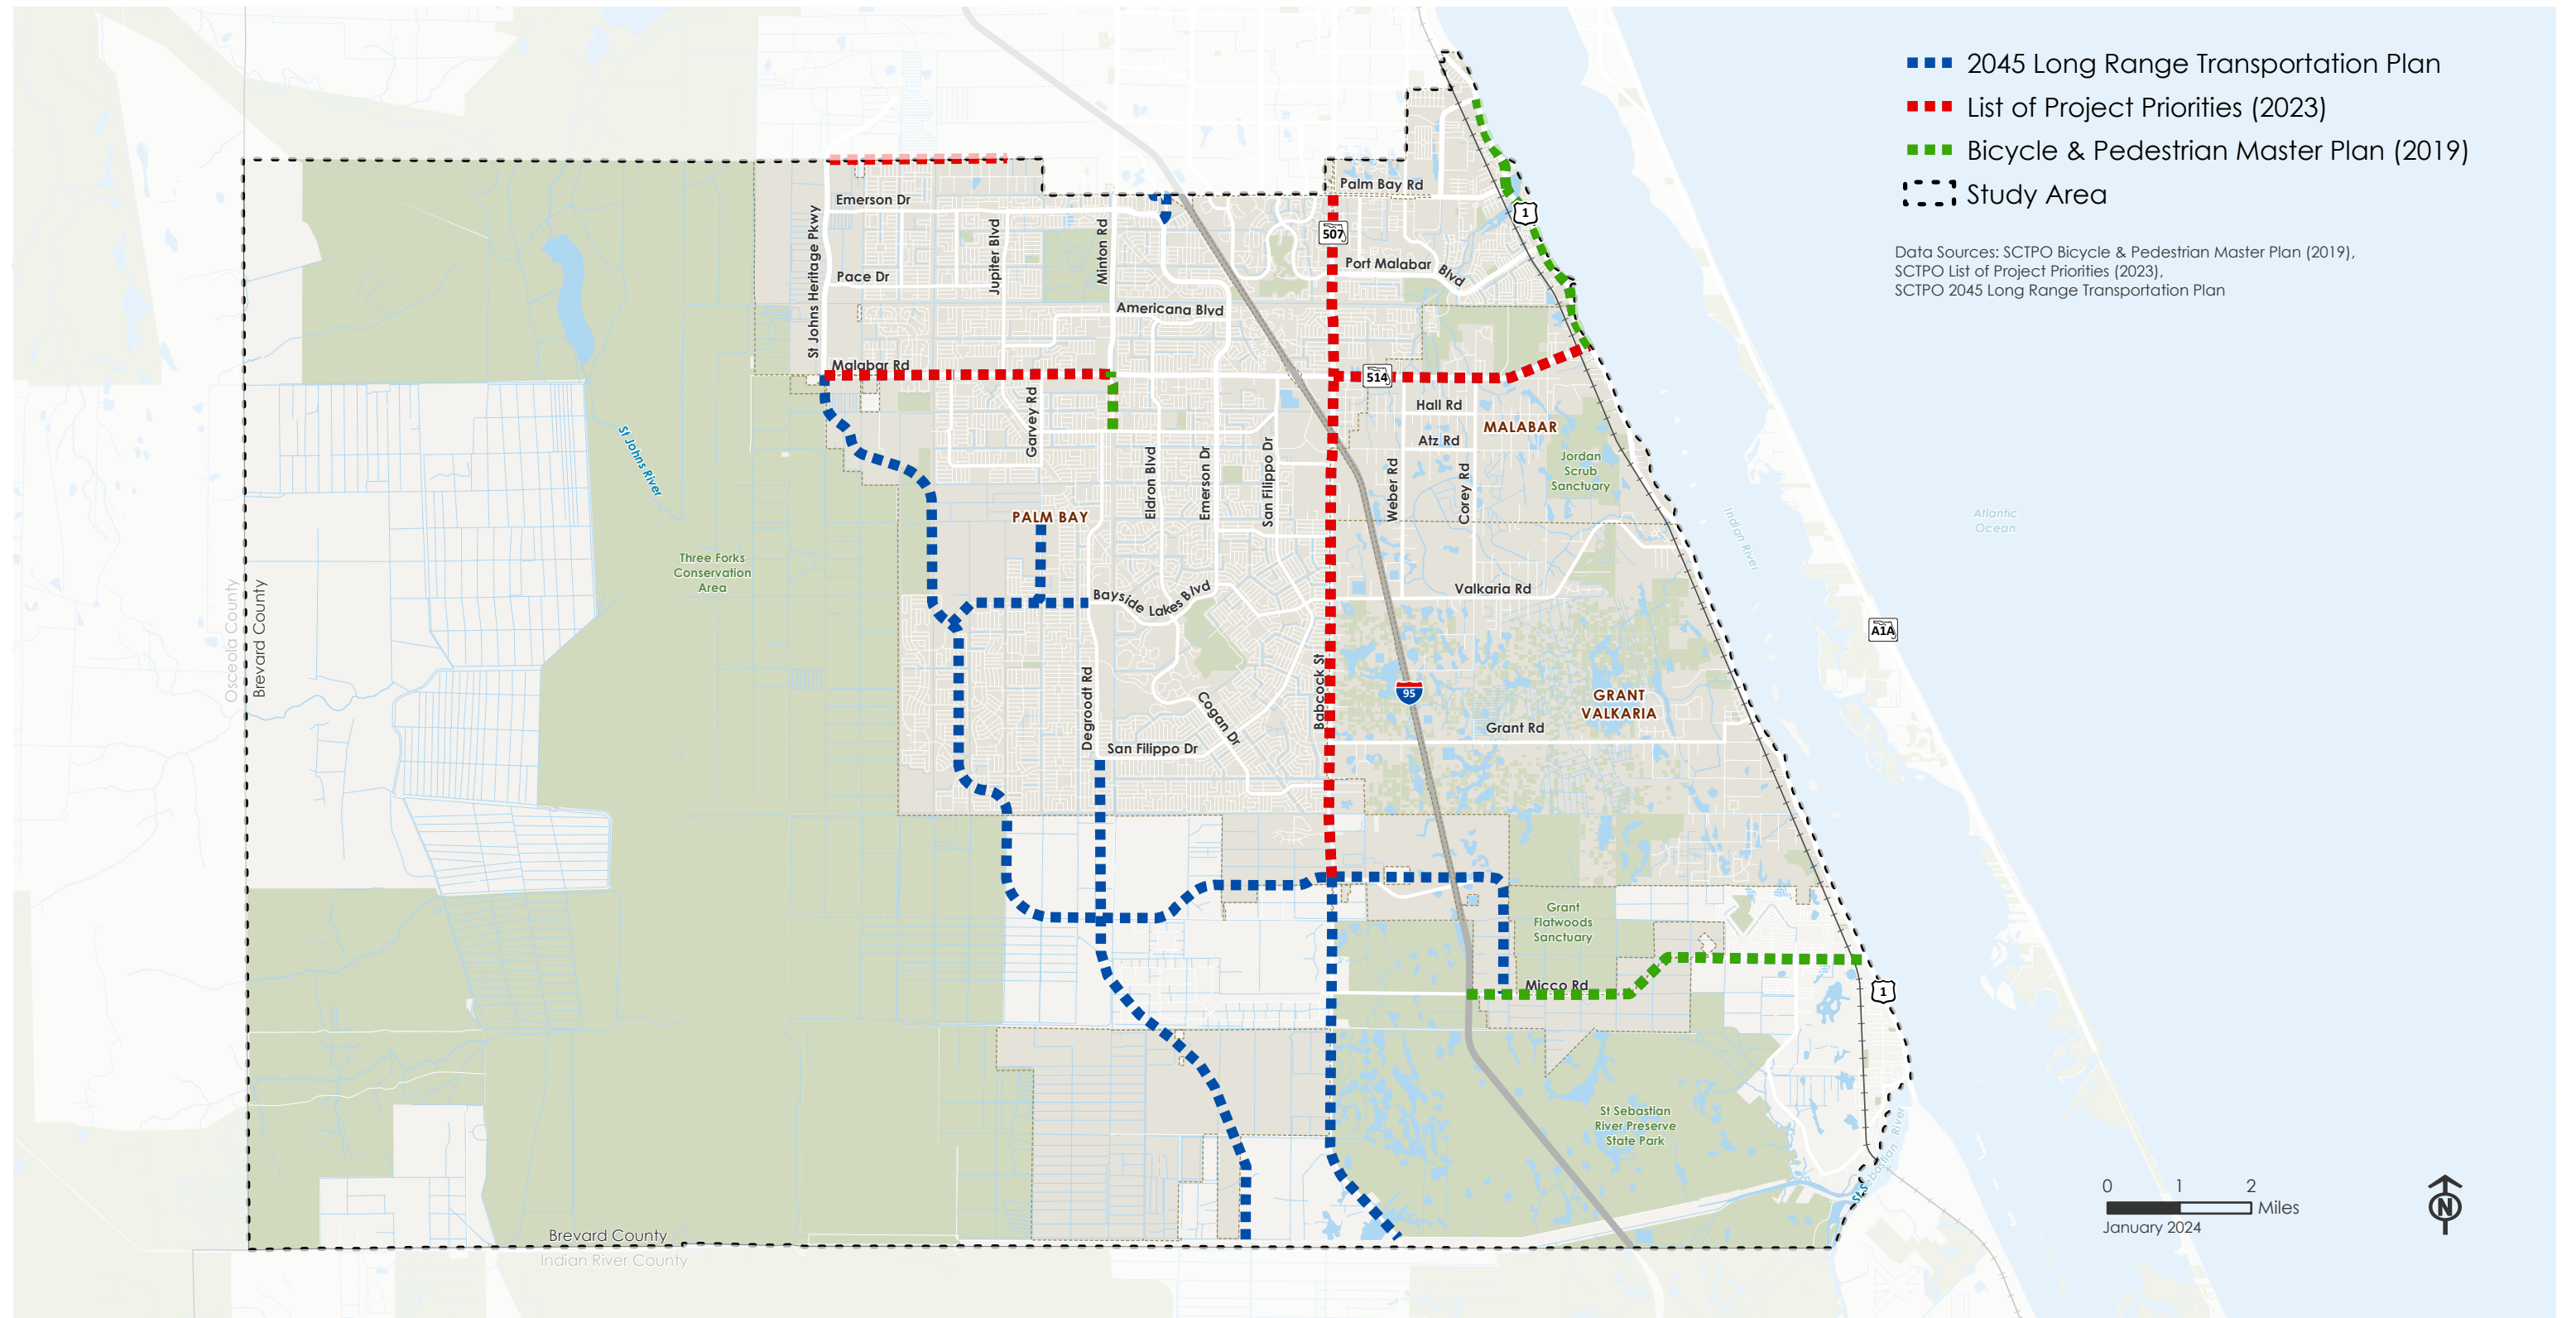 2045 Long Range Transportation Plan
List of Project Priorities (2023)
Bicycle & Pedestrian Master Plan (2019)
Study Area
Data Sources: SCTPO Bicycle & Pedestrian Master Plan (2019),
SCTPO List of Project Priorities (2023),
SCTPO 2045 Long Range Transportation Plan
Palm Bay Rd
Emerson Dr
1
507
St Johns Heritage Pkwy
Jupiter Blvd
Minton Rd
Port Malabar Blvd
Pace Dr
Americana Blvd
Malabar Rd
514
Hall Rd
Garvey Rd
MALABAR
Atz Rd
St Johns River
Eldron Blvd
Emerson Dr
San Filippo Dr
Weber Rd
Corey Rd
Jordan
Scrub
Sanctuary
PALM BAY
Indian River
Atlantic
Ocean
Three Forks
Conservation
Area
Osceola County
Brevard County
Bayside Lakes Blvd
Valkaria Rd
A1A
Degroodt Rd
Babcock St
95
GRANT
VALKARIA
Cogan Dr
Grant Rd
San Filippo Dr
Grant
Flatwoods
Sanctuary
Micco Rd
1
St Sebastian
River Preserve
State Park
St Sebastian River
0 1 2
Miles
January 2024
N
Brevard County
Indian River County